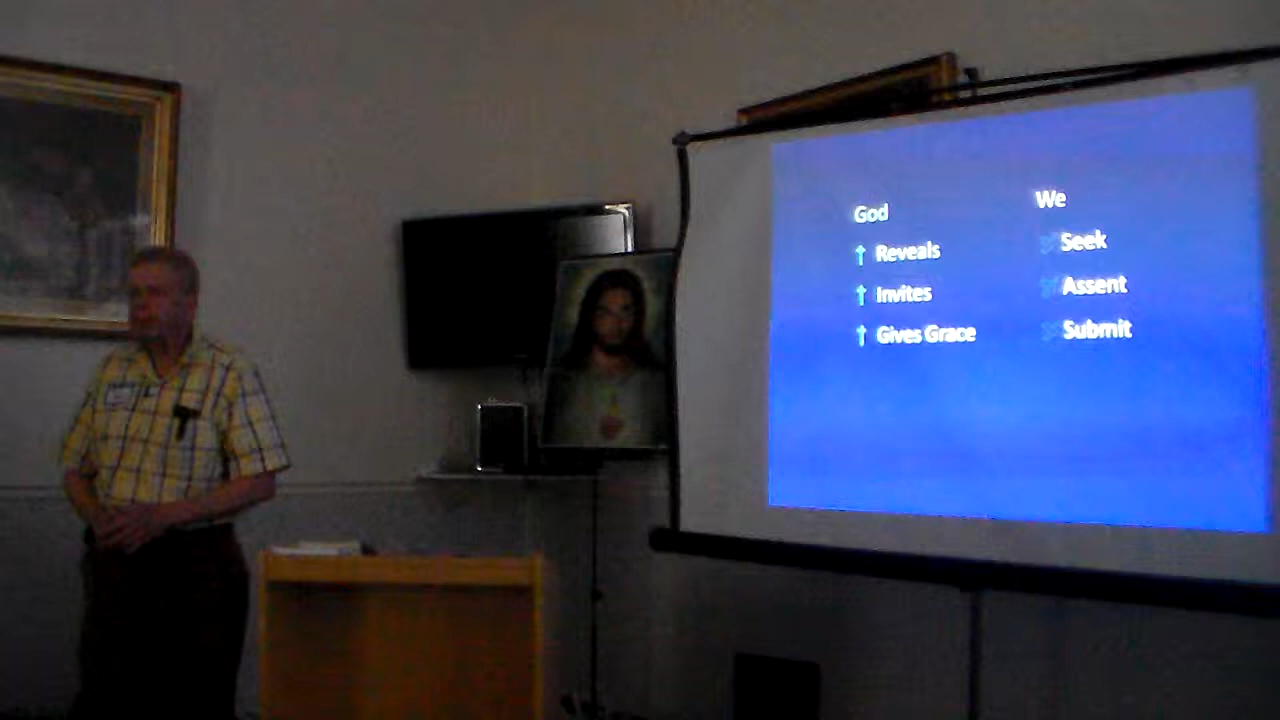 God
† Reveals
† Invites
† Gives Grace
We
Seek
Assent
Submit